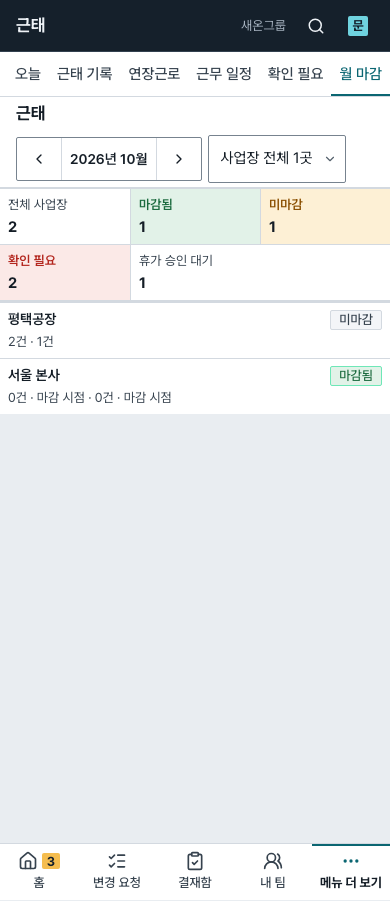 근태
새온그룹
문
오늘
근태 기록
연장근로
근무 일정
확인 필요
월 마감
근태
2026년 10월
사업장 전체 1곳
전체 사업장
2
마감됨
1
미마감
1
확인 필요
2
휴가 승인 대기
1
평택공장
미마감
2건 · 1건
서울 본사
마감됨
0건 · 마감 시점 · 0건 · 마감 시점
3
홈
변경 요청
결재함
내 팀
메뉴 더 보기